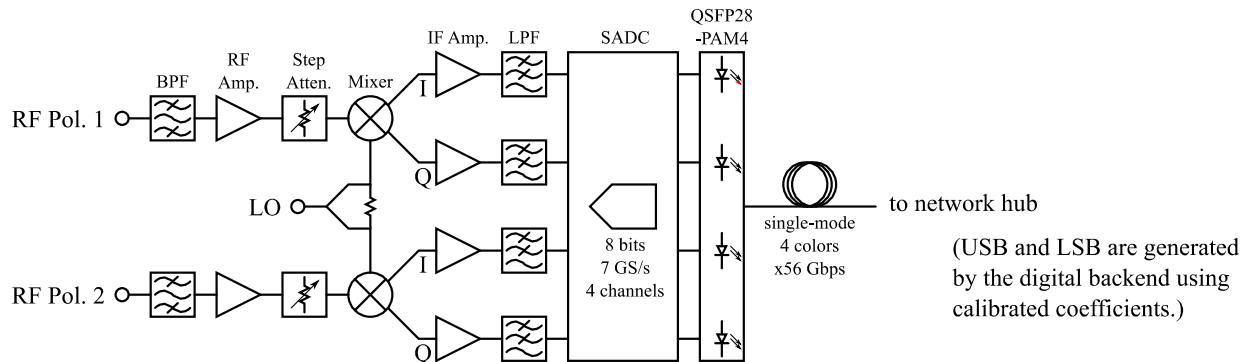 QSFP28
-PAM4
IF Amp.
LPF
SADC
RF
Amp.
Step
Atten.
BPF
Mixer
I
RF Pol. 1
Q
LO
8 bits
7 GS/s
4 channels
single-mode
4 colors
x56 Gbps
to network hub
(USB and LSB are generated
by the digital backend using
calibrated coefficients.)
I
RF Pol. 2
Q